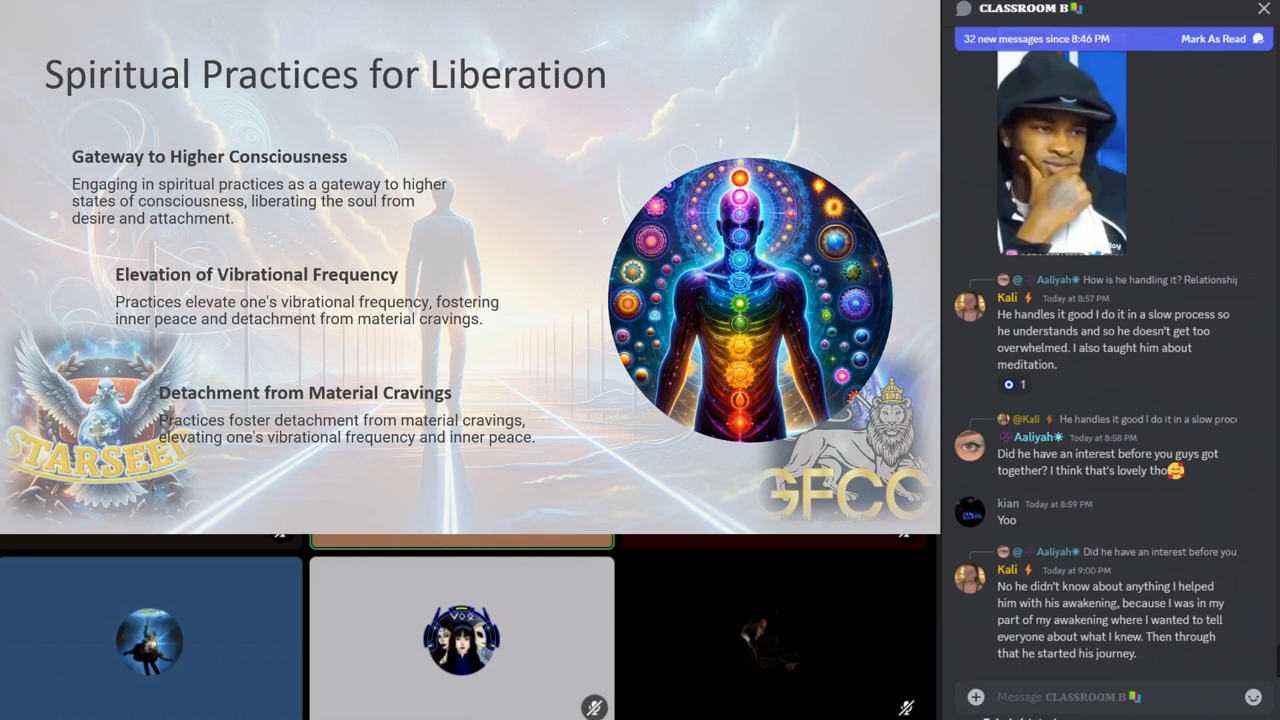 Spiritual Practices for Liberation
Gateway to Higher Consciousness
Engaging in spiritual practices as a gateway to higher
states of consciousness, liberating the soul from
desire and attachment.
Elevation of Vibrational Frequency
Practices elevate one's vibrational frequency, fostering
inner peace and detachment from material cravings.
Detachment from Material Cravings
Practices foster detachment from material cravings,
elevating one's vibrational frequency and inner peace.
STARSEE
GFCC
VOX
CLASSROOM B
32 new messages since 8:46 PM Mark As Read
@ Aaliyah How is he handling it? Relationship
Kali Today at 8:57 PM
He handles it good I do it in a slow process so
he understands and so he doesn't get too
overwhelmed. I also taught him about
meditation.
1
@Kali He handles it good I do it in a slow proce
Aaliyah Today at 8:58 PM
Did he have an interest before you guys got
together? I think that's lovely tho🥰
kian Today at 8:59 PM
Yoo
@ Aaliyah Did he have an interest before you
Kali Today at 9:00 PM
No he didn't know about anything I helped
him with his awakening, because I was in my
part of my awakening where I wanted to tell
everyone about what I knew. Then through
that he started his journey.
Message CLASSROOM B